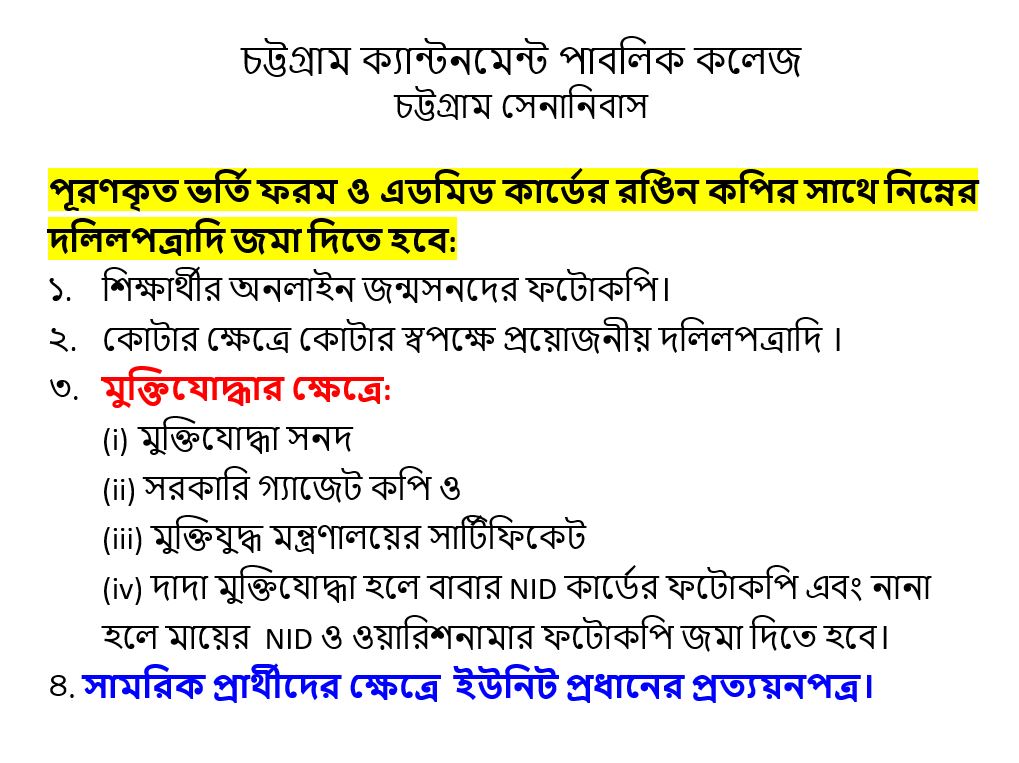 চট্টগ্রাম ক্যান্টনমেন্ট পাবলিক কলেজ
চট্টগ্রাম সেনানিবাস
পূরণকৃত ভর্তি ফরম ও এডমিড কার্ডের রঙিন কপির সাথে নিম্নের
দলিলপত্রাদি জমা দিতে হবে:
১. শিক্ষার্থীর অনলাইন জন্মসনদের ফটোকপি।
২. কোটার ক্ষেত্রে কোটার স্বপক্ষে প্রয়োজনীয় দলিলপত্রাদি ।
৩. মুক্তিযোদ্ধার ক্ষেত্রে:
(i) মুক্তিযোদ্ধা সনদ
(ii) সরকারি গ্যাজেট কপি ও
(iii) মুক্তিযুদ্ধ মন্ত্রণালয়ের সার্টিফিকেট
(iv) দাদা মুক্তিযোদ্ধা হলে বাবার NID কার্ডের ফটোকপি এবং নানা
হলে মায়ের NID ও ওয়ারিশনামার ফটোকপি জমা দিতে হবে।
৪. সামরিক প্রার্থীদের ক্ষেত্রে ইউনিট প্রধানের প্রত্যয়নপত্র।